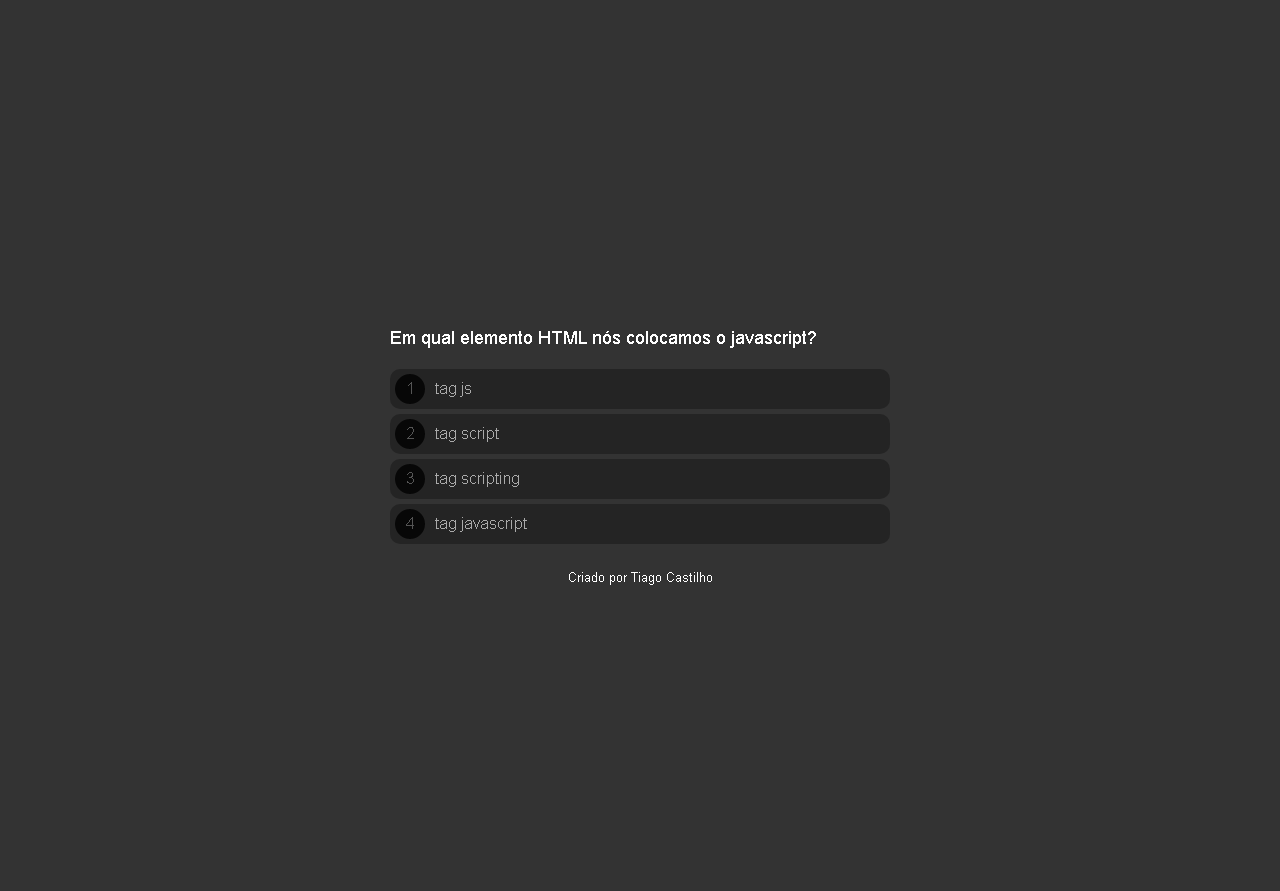 Em qual elemento HTML nós colocamos o javascript?
1 tag js
2 tag script
3 tag scripting
4 tag javascript
Criado por Tiago Castilho